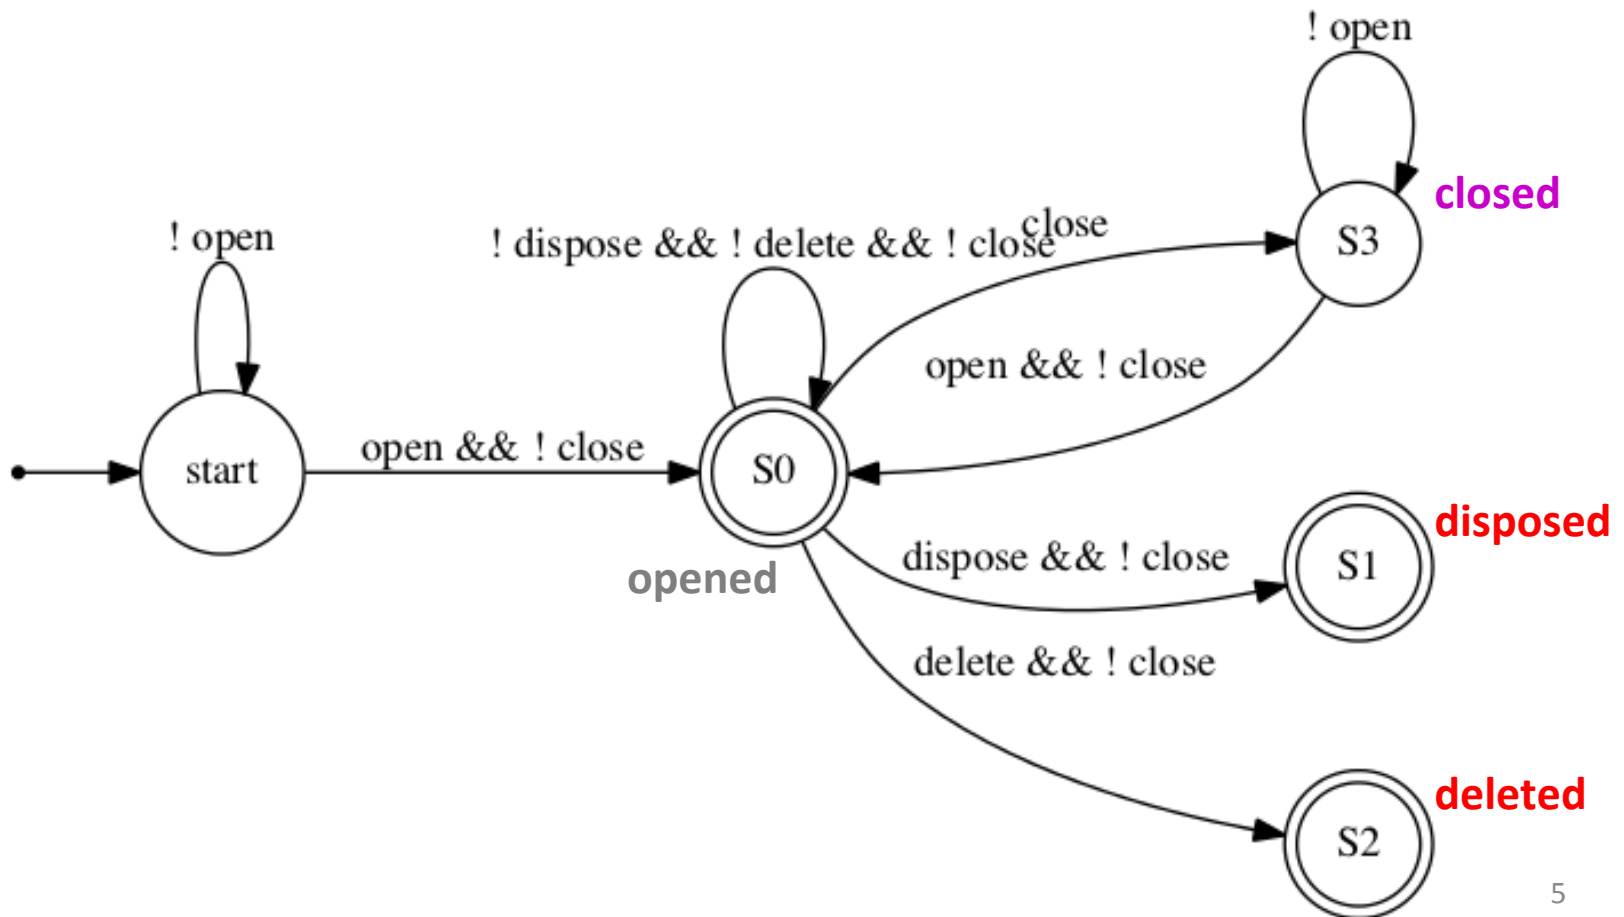 ! open
closed
close
! open
! dispose && ! delete && ! close
S3
open && ! close
open && ! close
start
S0
disposed
dispose && ! close
S1
opened
delete && ! close
deleted
S2
5